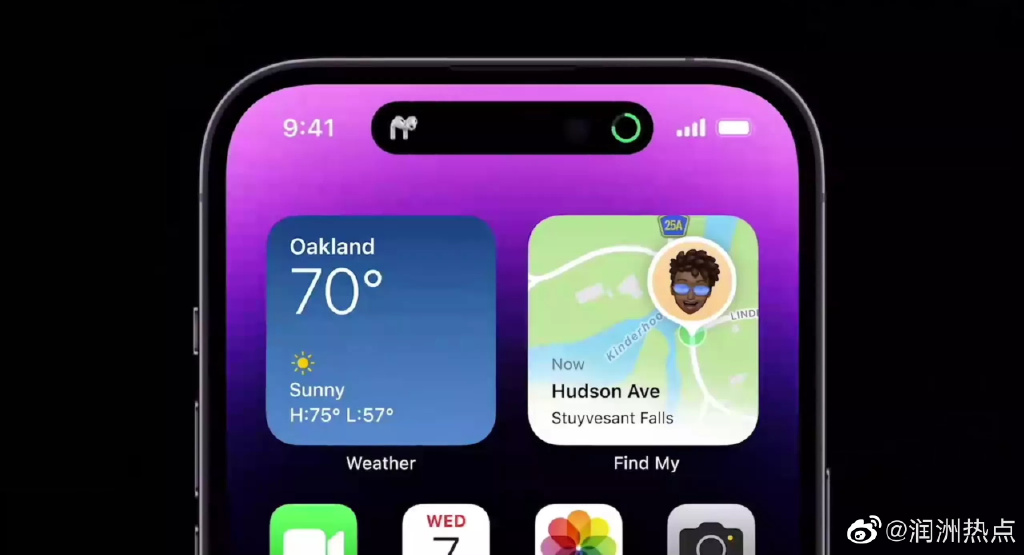 9:41
Oakland
70°
Sunny
H:75° L:57°
Weather
25A
Kinderhoo
LINDE
Now
Hudson Ave
Stuyvesant Falls
Find My
WED
7
@润洲热点